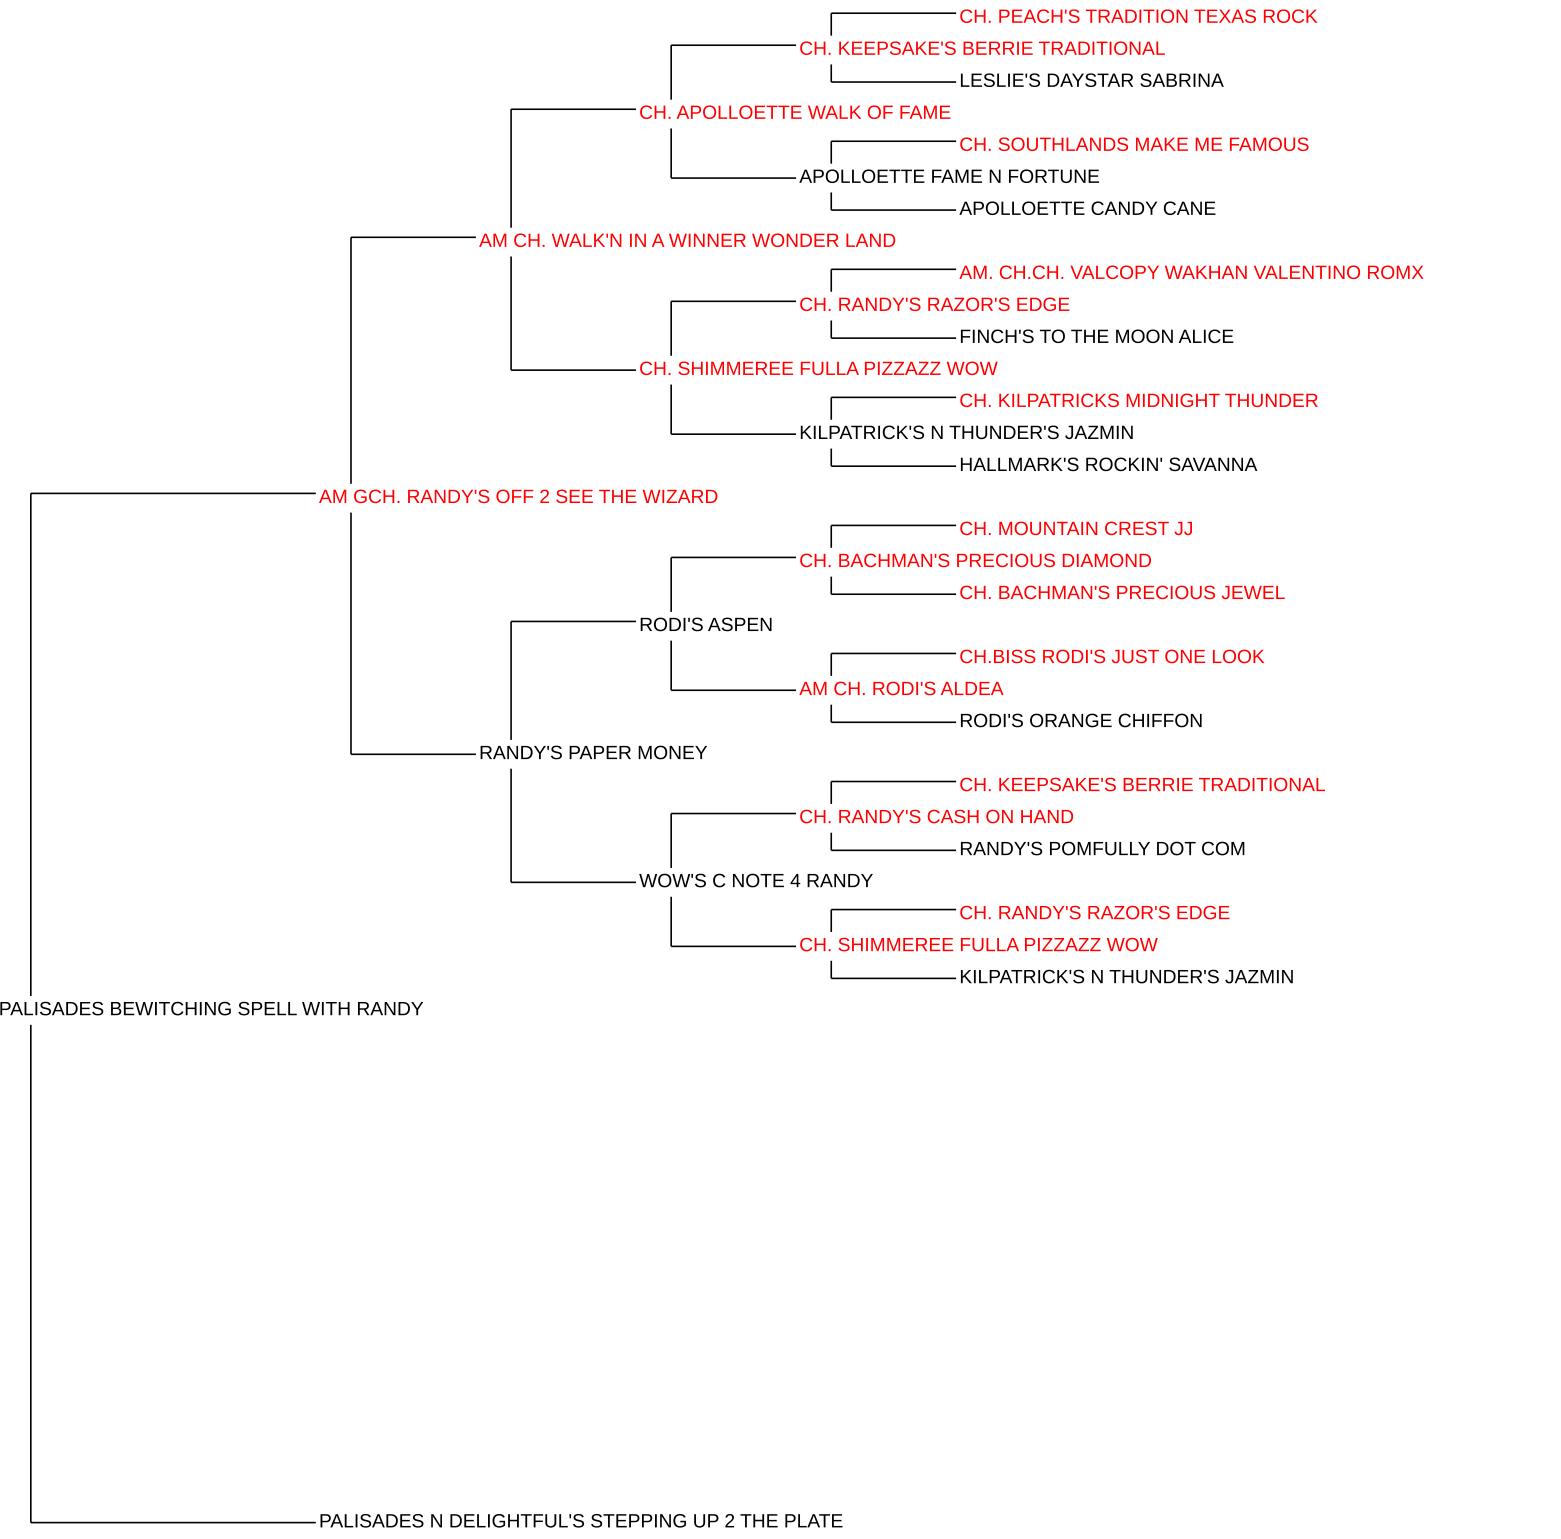 CH. PEACH'S TRADITION TEXAS ROCK
CH. KEEPSAKE'S BERRIE TRADITIONAL
LESLIE'S DAYSTAR SABRINA
CH. APOLLOETTE WALK OF FAME
CH. SOUTHLANDS MAKE ME FAMOUS
APOLLOETTE FAME N FORTUNE
APOLLOETTE CANDY CANE
AM CH. WALK'N IN A WINNER WONDER LAND
AM. CH.CH. VALCOPY WAKHAN VALENTINO ROMX
CH. RANDY'S RAZOR'S EDGE
FINCH'S TO THE MOON ALICE
CH. SHIMMEREE FULLA PIZZAZZ WOW
CH. KILPATRICKS MIDNIGHT THUNDER
KILPATRICK'S N THUNDER'S JAZMIN
HALLMARK'S ROCKIN' SAVANNA
AM GCH. RANDY'S OFF 2 SEE THE WIZARD
CH. MOUNTAIN CREST JJ
CH. BACHMAN'S PRECIOUS DIAMOND
CH. BACHMAN'S PRECIOUS JEWEL
RODI'S ASPEN
CH.BISS RODI'S JUST ONE LOOK
AM CH. RODI'S ALDEA
RODI'S ORANGE CHIFFON
RANDY'S PAPER MONEY
CH. KEEPSAKE'S BERRIE TRADITIONAL
CH. RANDY'S CASH ON HAND
RANDY'S POMFULLY DOT COM
WOW'S C NOTE 4 RANDY
CH. RANDY'S RAZOR'S EDGE
CH. SHIMMEREE FULLA PIZZAZZ WOW
KILPATRICK'S N THUNDER'S JAZMIN
PALISADES BEWITCHING SPELL WITH RANDY
PALISADES N DELIGHTFUL'S STEPPING UP 2 THE PLATE